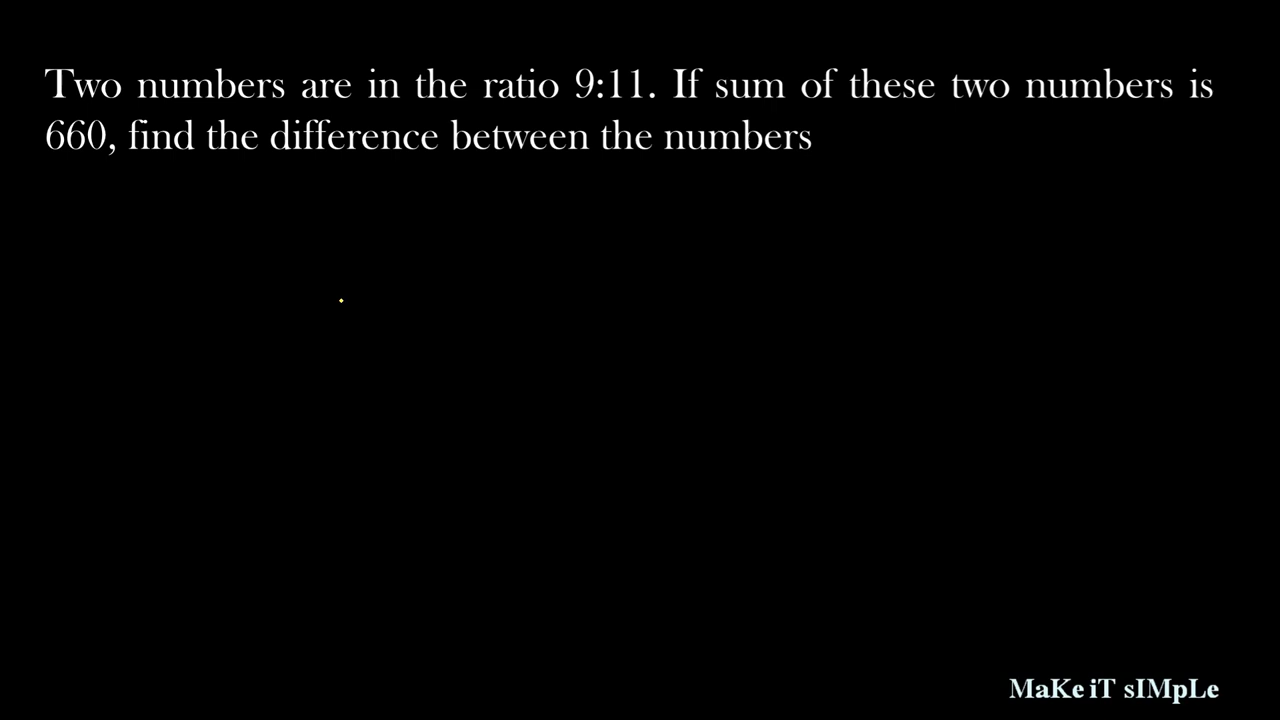 Two numbers are in the ratio 9:11. If sum of these two numbers is
660, find the difference between the numbers
MaKe iT sIMpLe